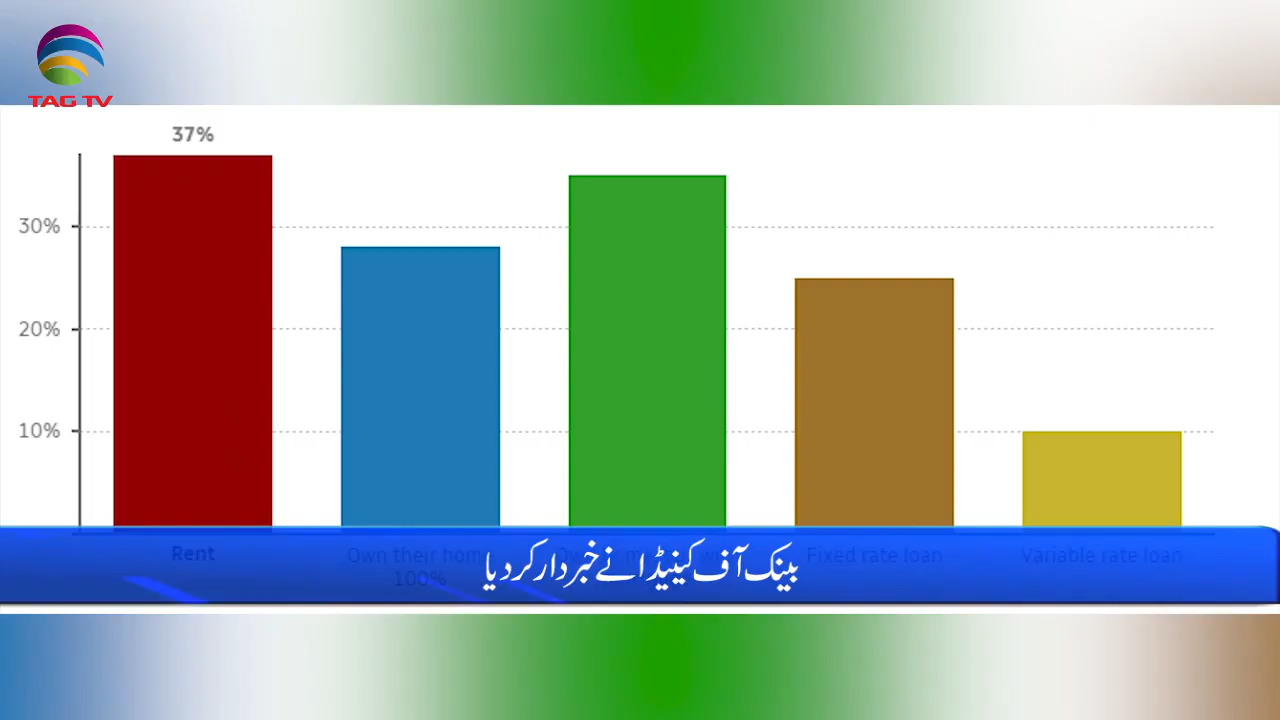 TAG TV
37%
30%
20%
10%
Rent
Own their home
100%
Fixed rate loan
Variable rate loan
بینک آف کینیڈا نے خبردار کر دیا